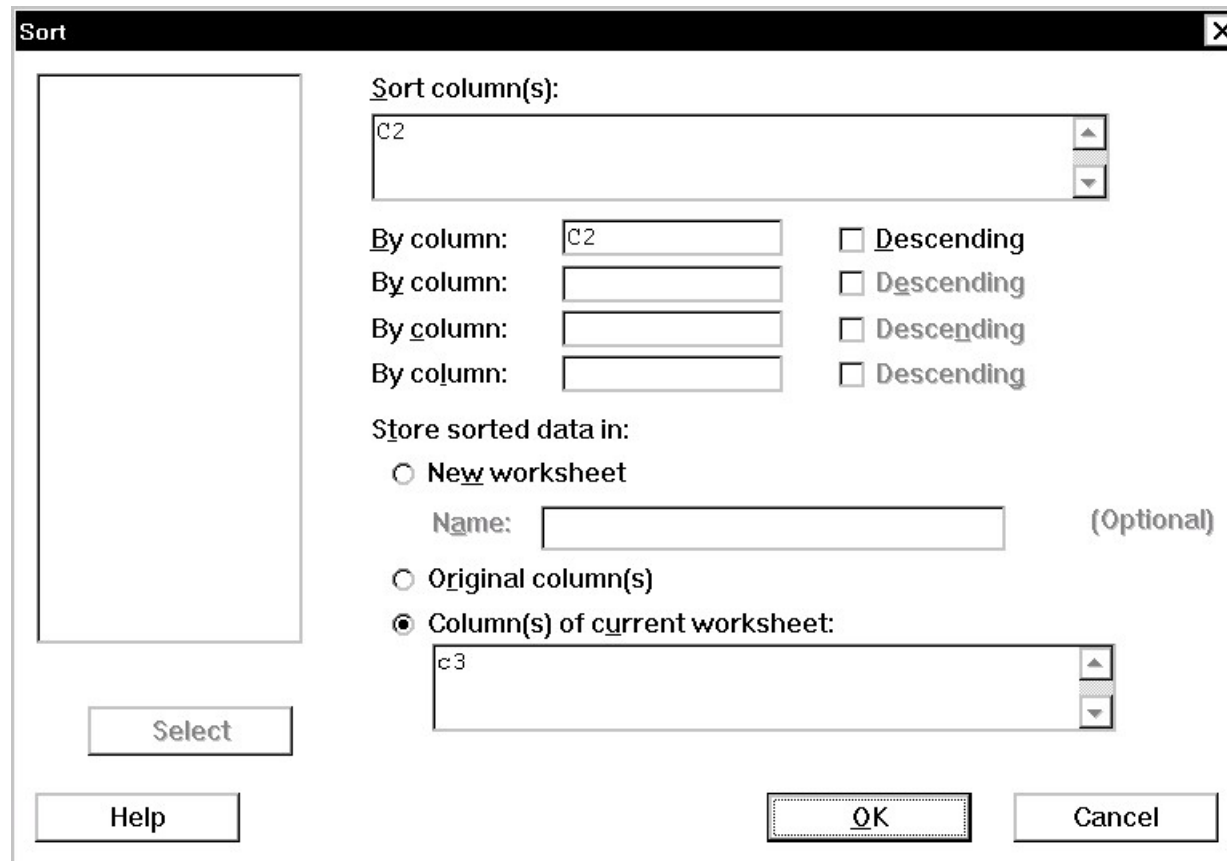 Sort
Sort column(s):
C2
By column: C2 Descending
By column: Descending
By column: Descending
By column: Descending
Store sorted data in:
New worksheet
Name: (Optional)
Original column(s)
Column(s) of current worksheet:
c3
Select
Help OK Cancel